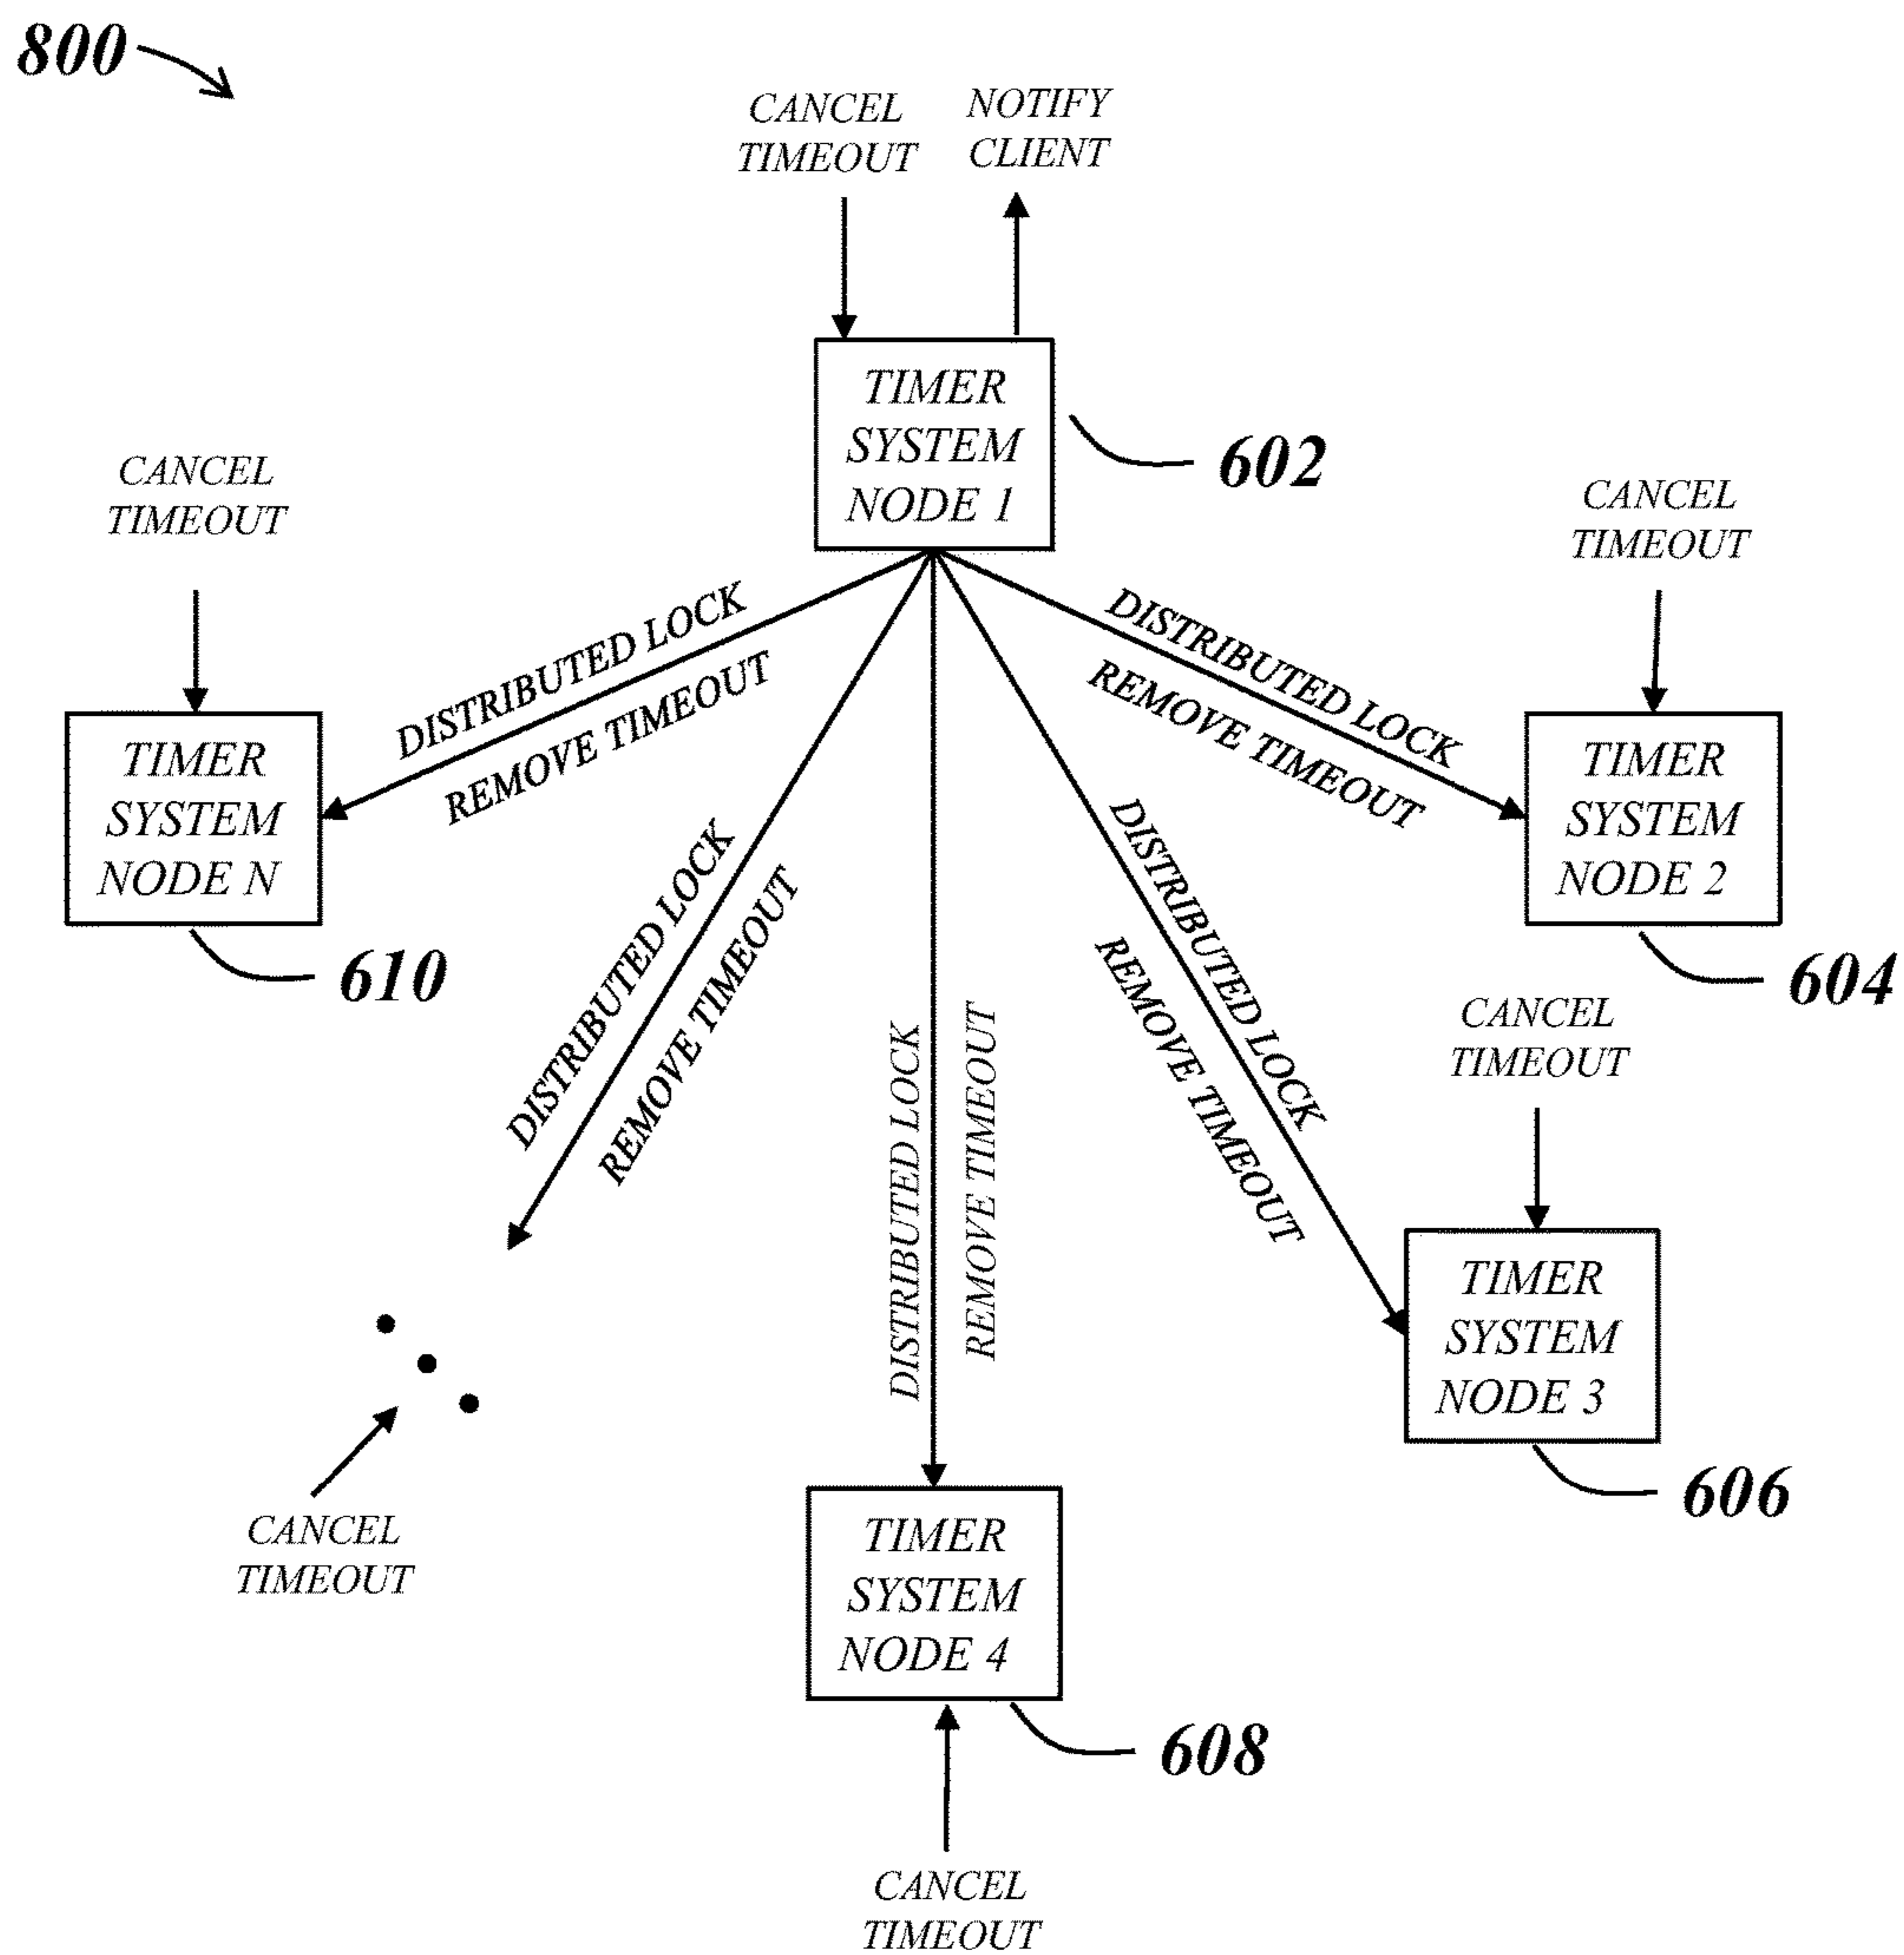 800
CANCEL
TIMEOUT
NOTIFY
CLIENT
TIMER
SYSTEM
NODE 1
602
CANCEL
TIMEOUT
CANCEL
TIMEOUT
DISTRIBUTED LOCK
REMOVE TIMEOUT
DISTRIBUTED LOCK
REMOVE TIMEOUT
TIMER
SYSTEM
NODE N
610
TIMER
SYSTEM
NODE 2
604
DISTRIBUTED LOCK
REMOVE TIMEOUT
DISTRIBUTED LOCK
REMOVE TIMEOUT
DISTRIBUTED LOCK
REMOVE TIMEOUT
CANCEL
TIMEOUT
TIMER
SYSTEM
NODE 3
606
CANCEL
TIMEOUT
TIMER
SYSTEM
NODE 4
608
CANCEL
TIMEOUT